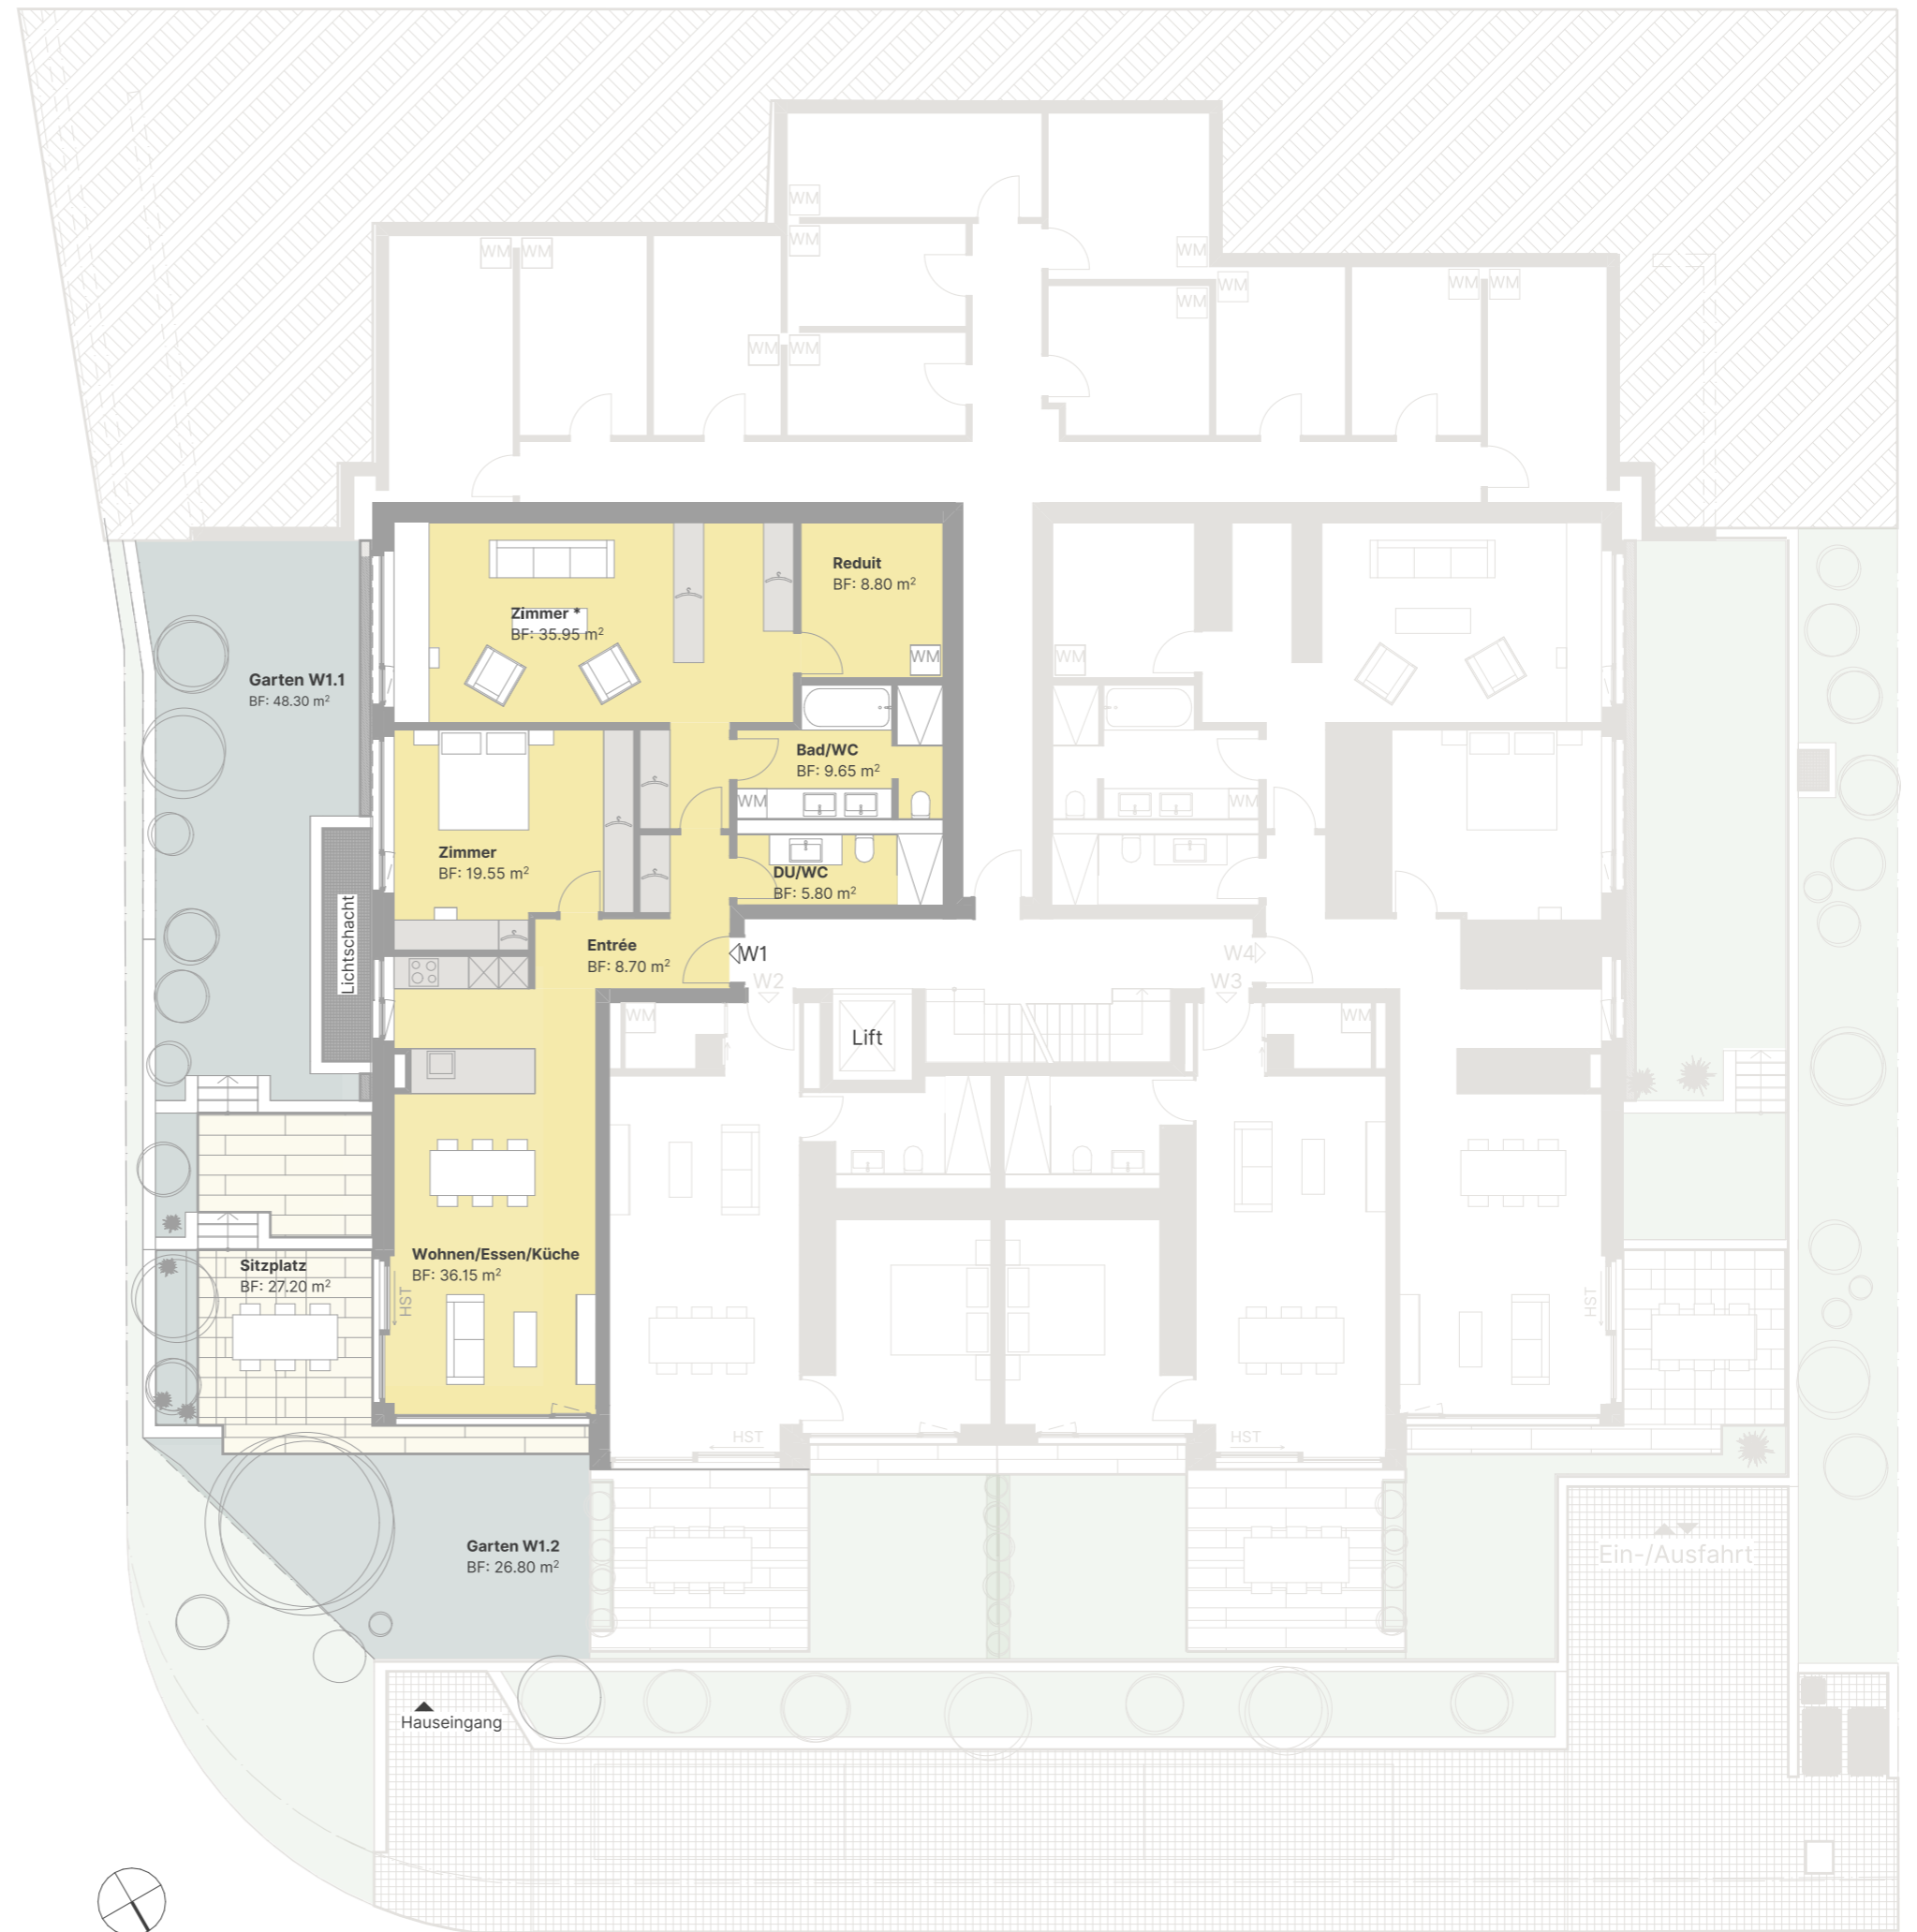 WM
WM
WM
WM
WM
WM
WM
WM
WM
WM
WM
WM
Reduit
BF: 8.80 m²
Zimmer *
BF: 35.95 m²
WM
WM
Garten W1.1
BF: 48.30 m²
Bad/WC
BF: 9.65 m²
WM
WM
Zimmer
BF: 19.55 m²
DU/WC
BF: 5.80 m²
Lichtschacht
Entrée
BF: 8.70 m²
W1
W4
W2
W3
WM
WM
Lift
Wohnen/Essen/Küche
BF: 36.15 m²
Sitzplatz
BF: 27.20 m²
HST
HST
HST
HST
Garten W1.2
BF: 26.80 m²
Ein-/Ausfahrt
Hauseingang